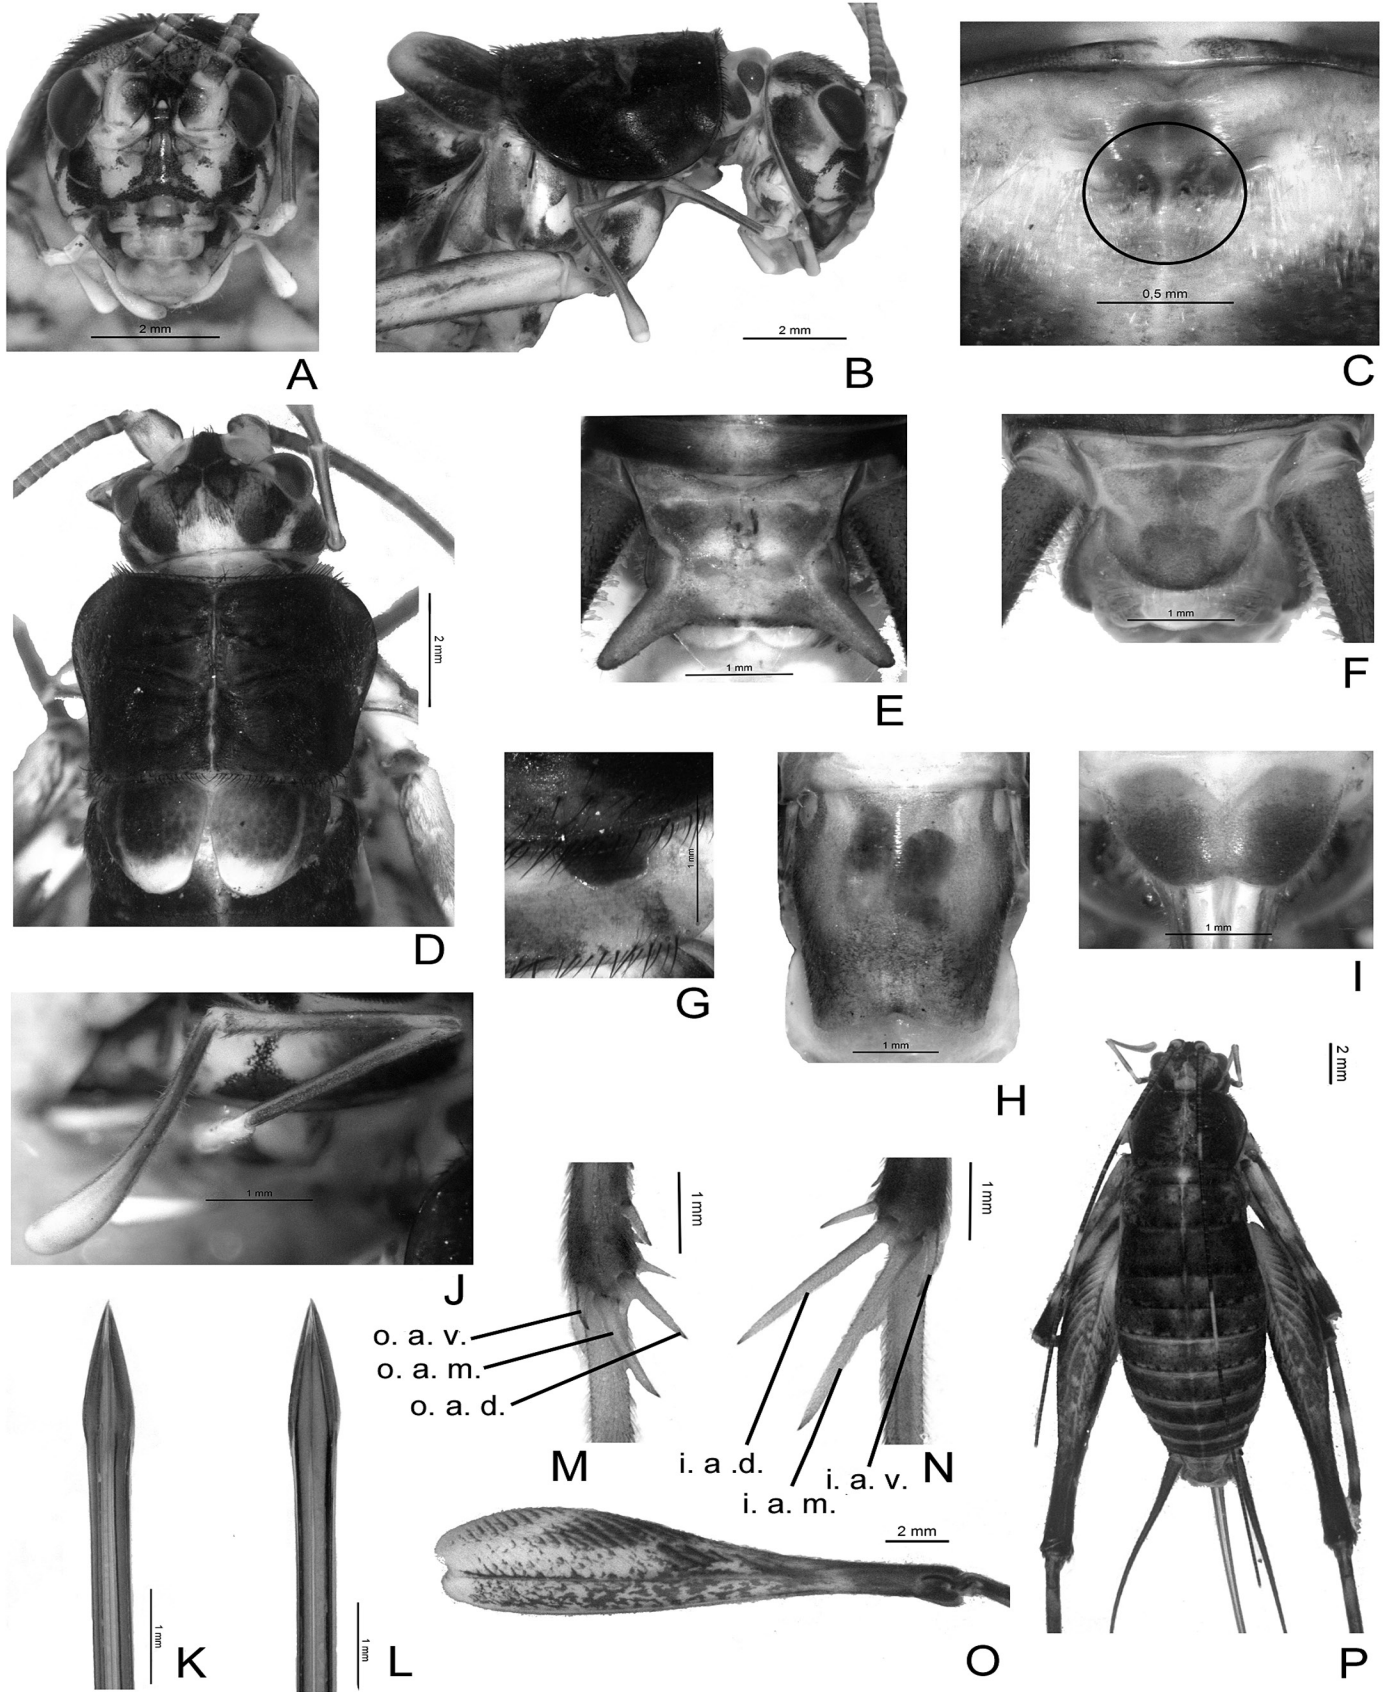 2 mm
A
2 mm
B
0,5 mm
C
2 mm
D
1 mm
E
1 mm
F
1 mm
G
1 mm
H
1 mm
I
1 mm
J
1 mm
K
1 mm
L
1 mm
o. a. v.
o. a. m.
o. a. d.
M
1 mm
i. a .d.
i. a. m.
i. a. v.
N
2 mm
O
2 mm
P